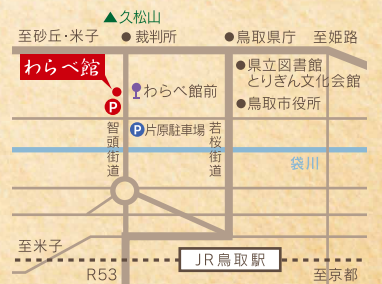 ▲久松山
至砂丘・米子
裁判所
鳥取県庁
至姫路
わらべ館
県立図書館
とりぎん文化会館
わらべ館前
鳥取市役所
P
P片原駐車場
智頭街道
若桜街道
袋川
至米子
JR鳥取駅
R53
至京都